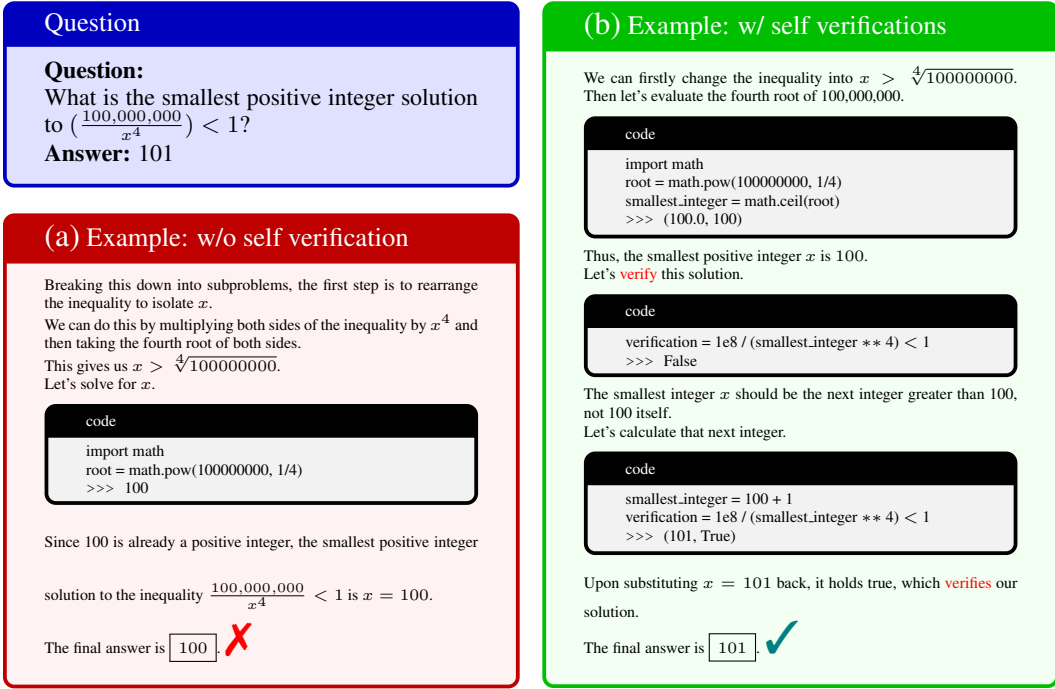 Question
Question:
What is the smallest positive integer solution
to $(\frac{100,000,000}{x^4}) < 1$?
Answer: 101
(a) Example: w/o self verification
Breaking this down into subproblems, the first step is to rearrange
the inequality to isolate $x$.
We can do this by multiplying both sides of the inequality by $x^4$ and
then taking the fourth root of both sides.
This gives us $x > \sqrt[4]{100000000}$.
Let's solve for $x$.
code
import math
root = math.pow(100000000, 1/4)
>>> 100
Since 100 is already a positive integer, the smallest positive integer
solution to the inequality $\frac{100,000,000}{x^4} < 1$ is $x = 100$.
The final answer is 100. ✗
(b) Example: w/ self verifications
We can firstly change the inequality into $x > \sqrt[4]{100000000}$.
Then let's evaluate the fourth root of 100,000,000.
code
import math
root = math.pow(100000000, 1/4)
smallest_integer = math.ceil(root)
>>> (100.0, 100)
Thus, the smallest positive integer $x$ is 100.
Let's verify this solution.
code
verification = 1e8 / (smallest_integer ** 4) < 1
>>> False
The smallest integer $x$ should be the next integer greater than 100,
not 100 itself.
Let's calculate that next integer.
code
smallest_integer = 100 + 1
verification = 1e8 / (smallest_integer ** 4) < 1
>>> (101, True)
Upon substituting $x = 101$ back, it holds true, which verifies our
solution.
The final answer is 101. ✓